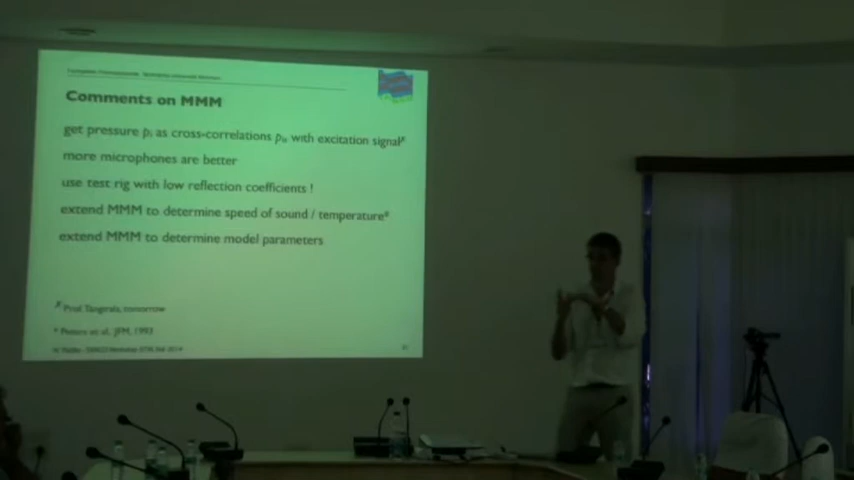 Comments on MMM
get pressure pᵢ as cross-correlations with excitation signal#
more microphones are better
use test rig with low reflection coefficients !
extend MMM to determine speed of sound / temperature*
extend MMM to determine model parameters
Prof Tangirala, tomorrow
* Peters et al. JFM, 1993